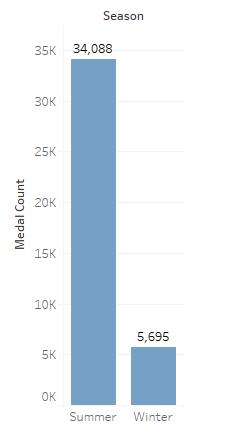 Season
Medal Count
35K
30K
25K
20K
15K
10K
5K
0K
34,088
5,695
Summer Winter